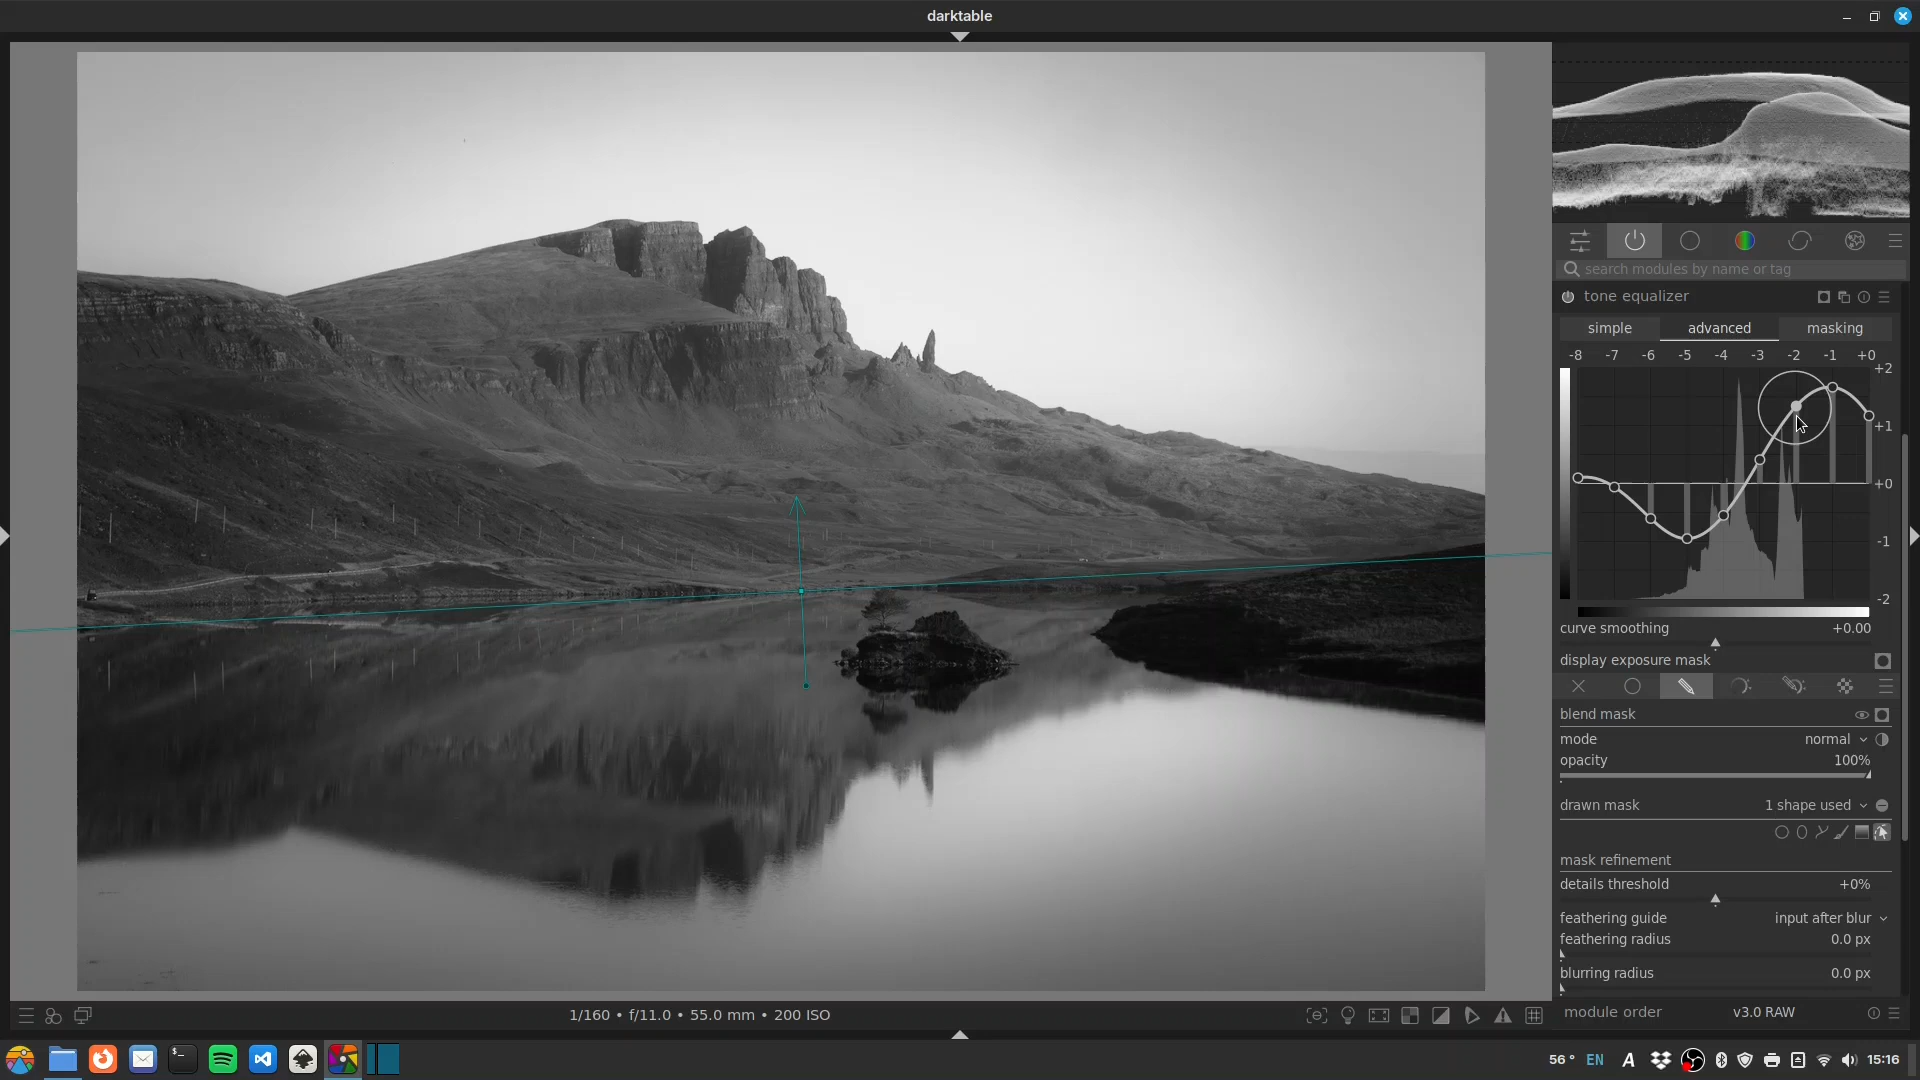 darktable
search modules by name or tag
tone equalizer
simple advanced masking
-8 -7 -6 -5 -4 -3 -2 -1 +0
+2
+1
+0
-1
-2
curve smoothing +0.00
display exposure mask
blend mask
mode normal
opacity 100%
drawn mask 1 shape used
mask refinement
details threshold +0%
feathering guide input after blur
feathering radius 0.0 px
blurring radius 0.0 px
1/160 • f/11.0 • 55.0 mm • 200 ISO
module order v3.0 RAW
56 ° EN A 15:16